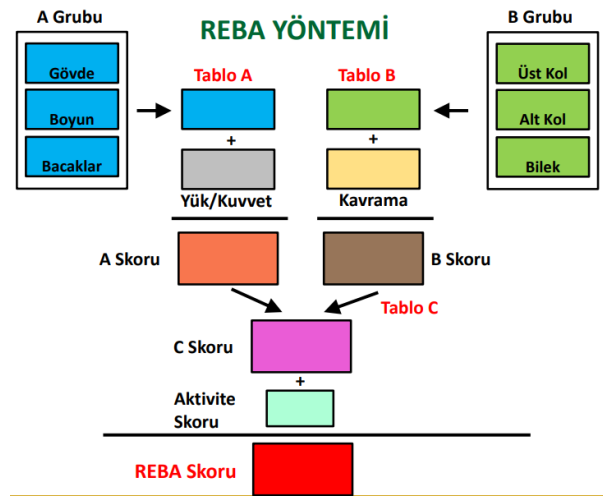 A Grubu
REBA YÖNTEMİ
B Grubu
Gövde
Boyun
Bacaklar
Tablo A
Tablo B
Üst Kol
Alt Kol
Bilek
+
+
Yük/Kuvvet
Kavrama
A Skoru
B Skoru
Tablo C
C Skoru
+
Aktivite
Skoru
REBA Skoru